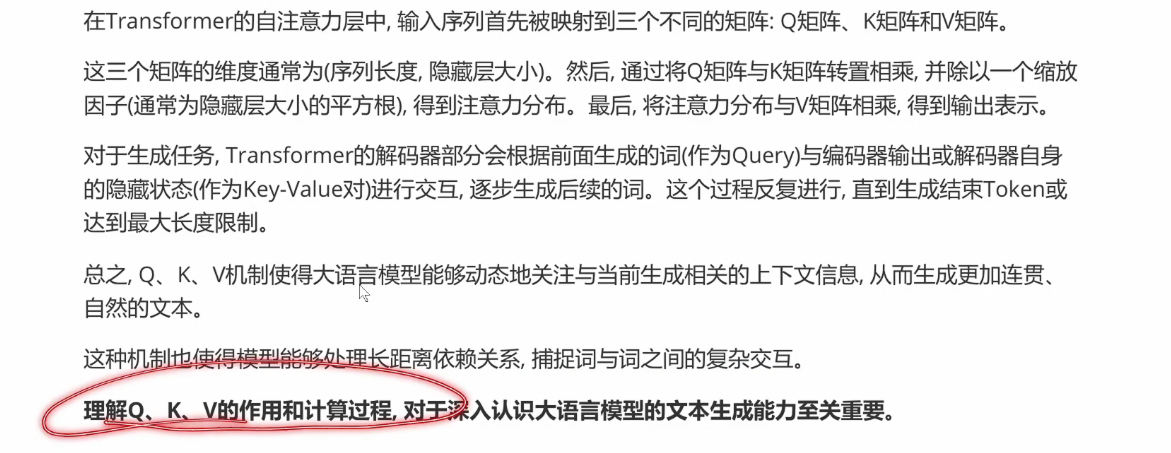 在Transformer的自注意力层中, 输入序列首先被映射到三个不同的矩阵: Q矩阵、K矩阵和V矩阵。
这三个矩阵的维度通常为(序列长度, 隐藏层大小)。然后, 通过将Q矩阵与K矩阵转置相乘, 并除以一个缩放
因子(通常为隐藏层大小的平方根), 得到注意力分布。最后, 将注意力分布与V矩阵相乘, 得到输出表示。
对于生成任务, Transformer的解码器部分会根据前面生成的词(作为Query)与编码器输出或解码器自身
的隐藏状态(作为Key-Value对)进行交互, 逐步生成后续的词。这个过程反复进行, 直到生成结束Token或
达到最大长度限制。
总之, Q、K、V机制使得大语言模型能够动态地关注与当前生成相关的上下文信息, 从而生成更加连贯、
自然的文本。
这种机制也使得模型能够处理长距离依赖关系, 捕捉词与词之间的复杂交互。
理解Q、K、V的作用和计算过程, 对于深入认识大语言模型的文本生成能力至关重要。